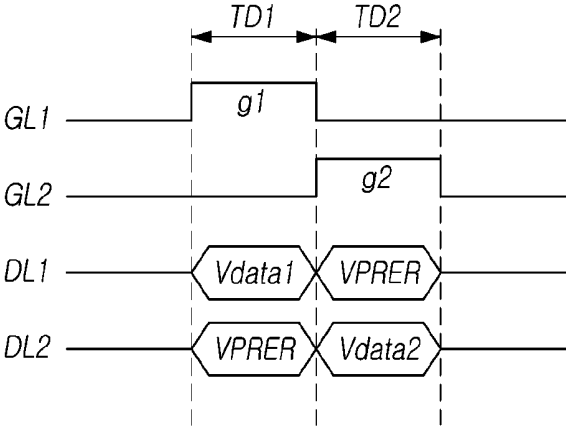 TD1 TD2
GL1 g1
GL2 g2
DL1 Vdata1 VPRER
DL2 VPRER Vdata2